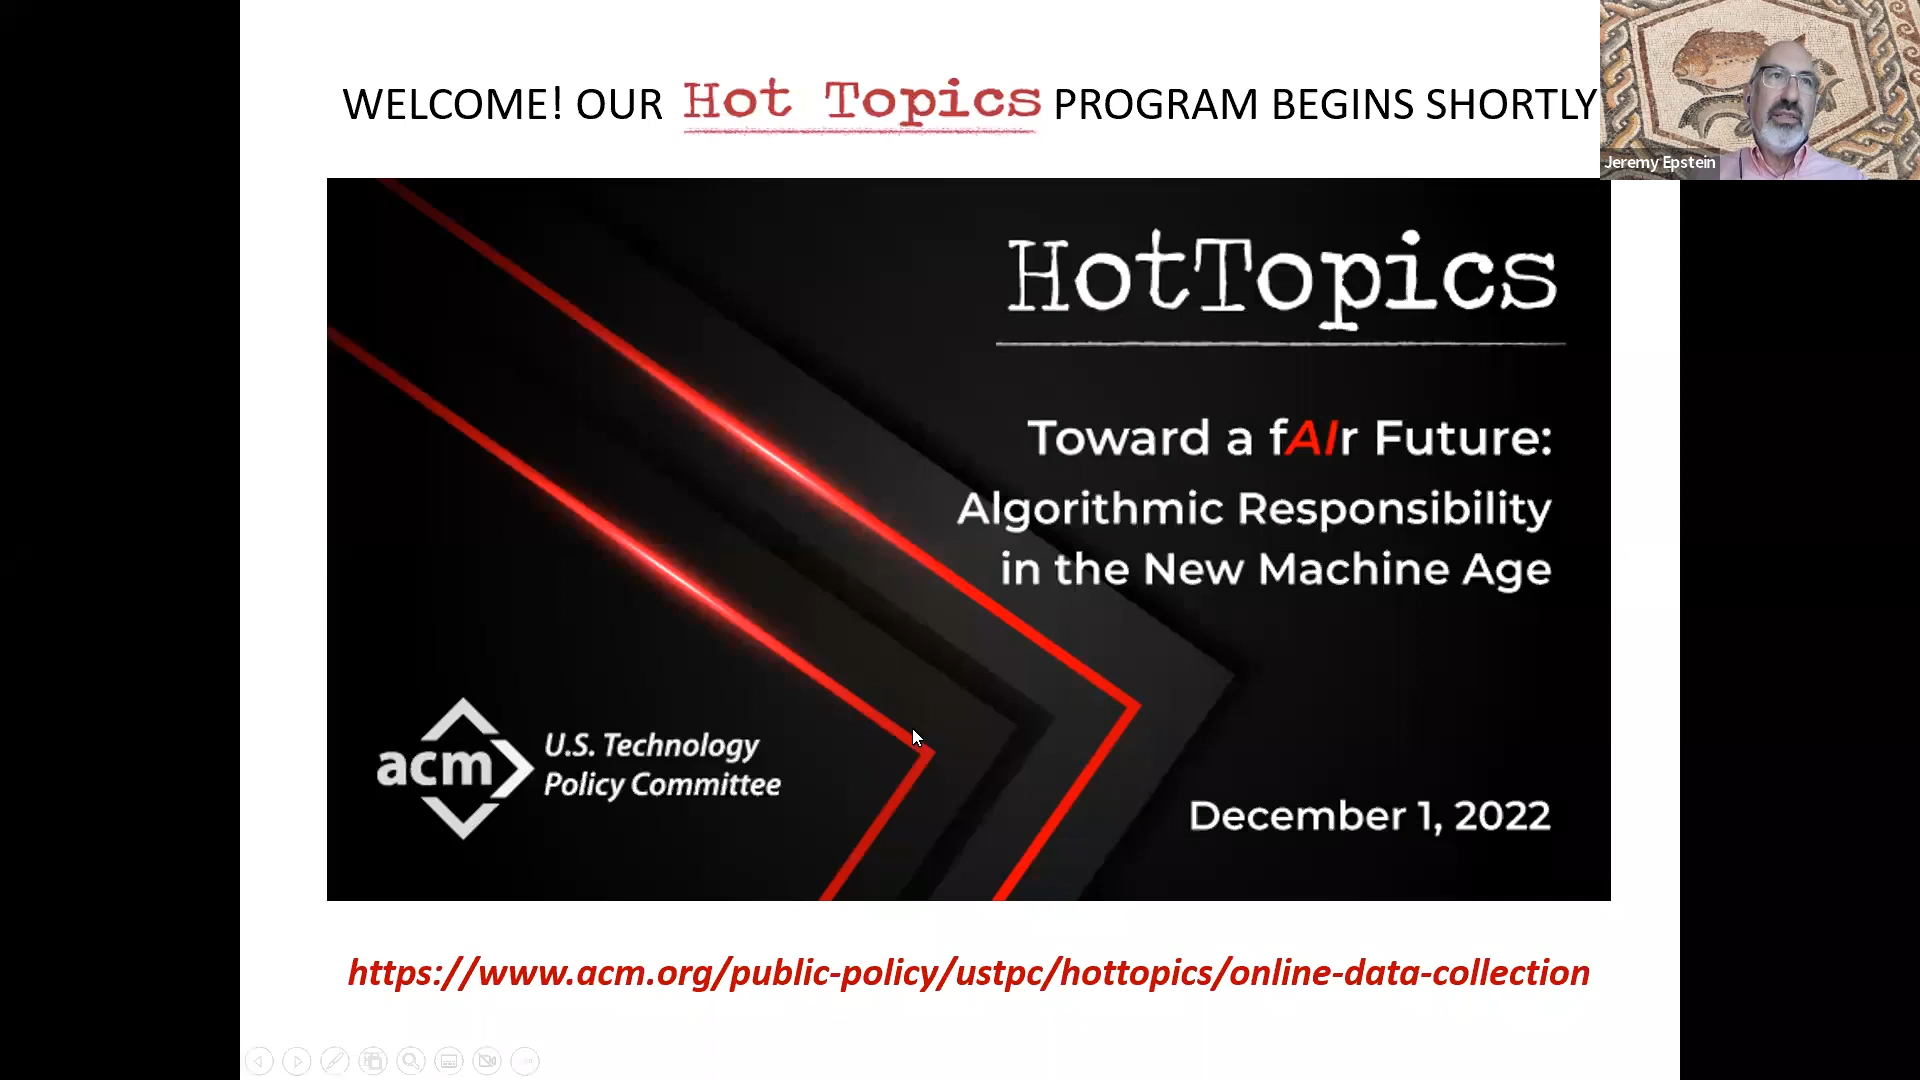 WELCOME! OUR Hot Topics PROGRAM BEGINS SHORTLY
Jeremy Epstein
HotTopics
Toward a fAIr Future:
Algorithmic Responsibility
in the New Machine Age
acm
U.S. Technology
Policy Committee
December 1, 2022
https://www.acm.org/public-policy/ustpc/hottopics/online-data-collection